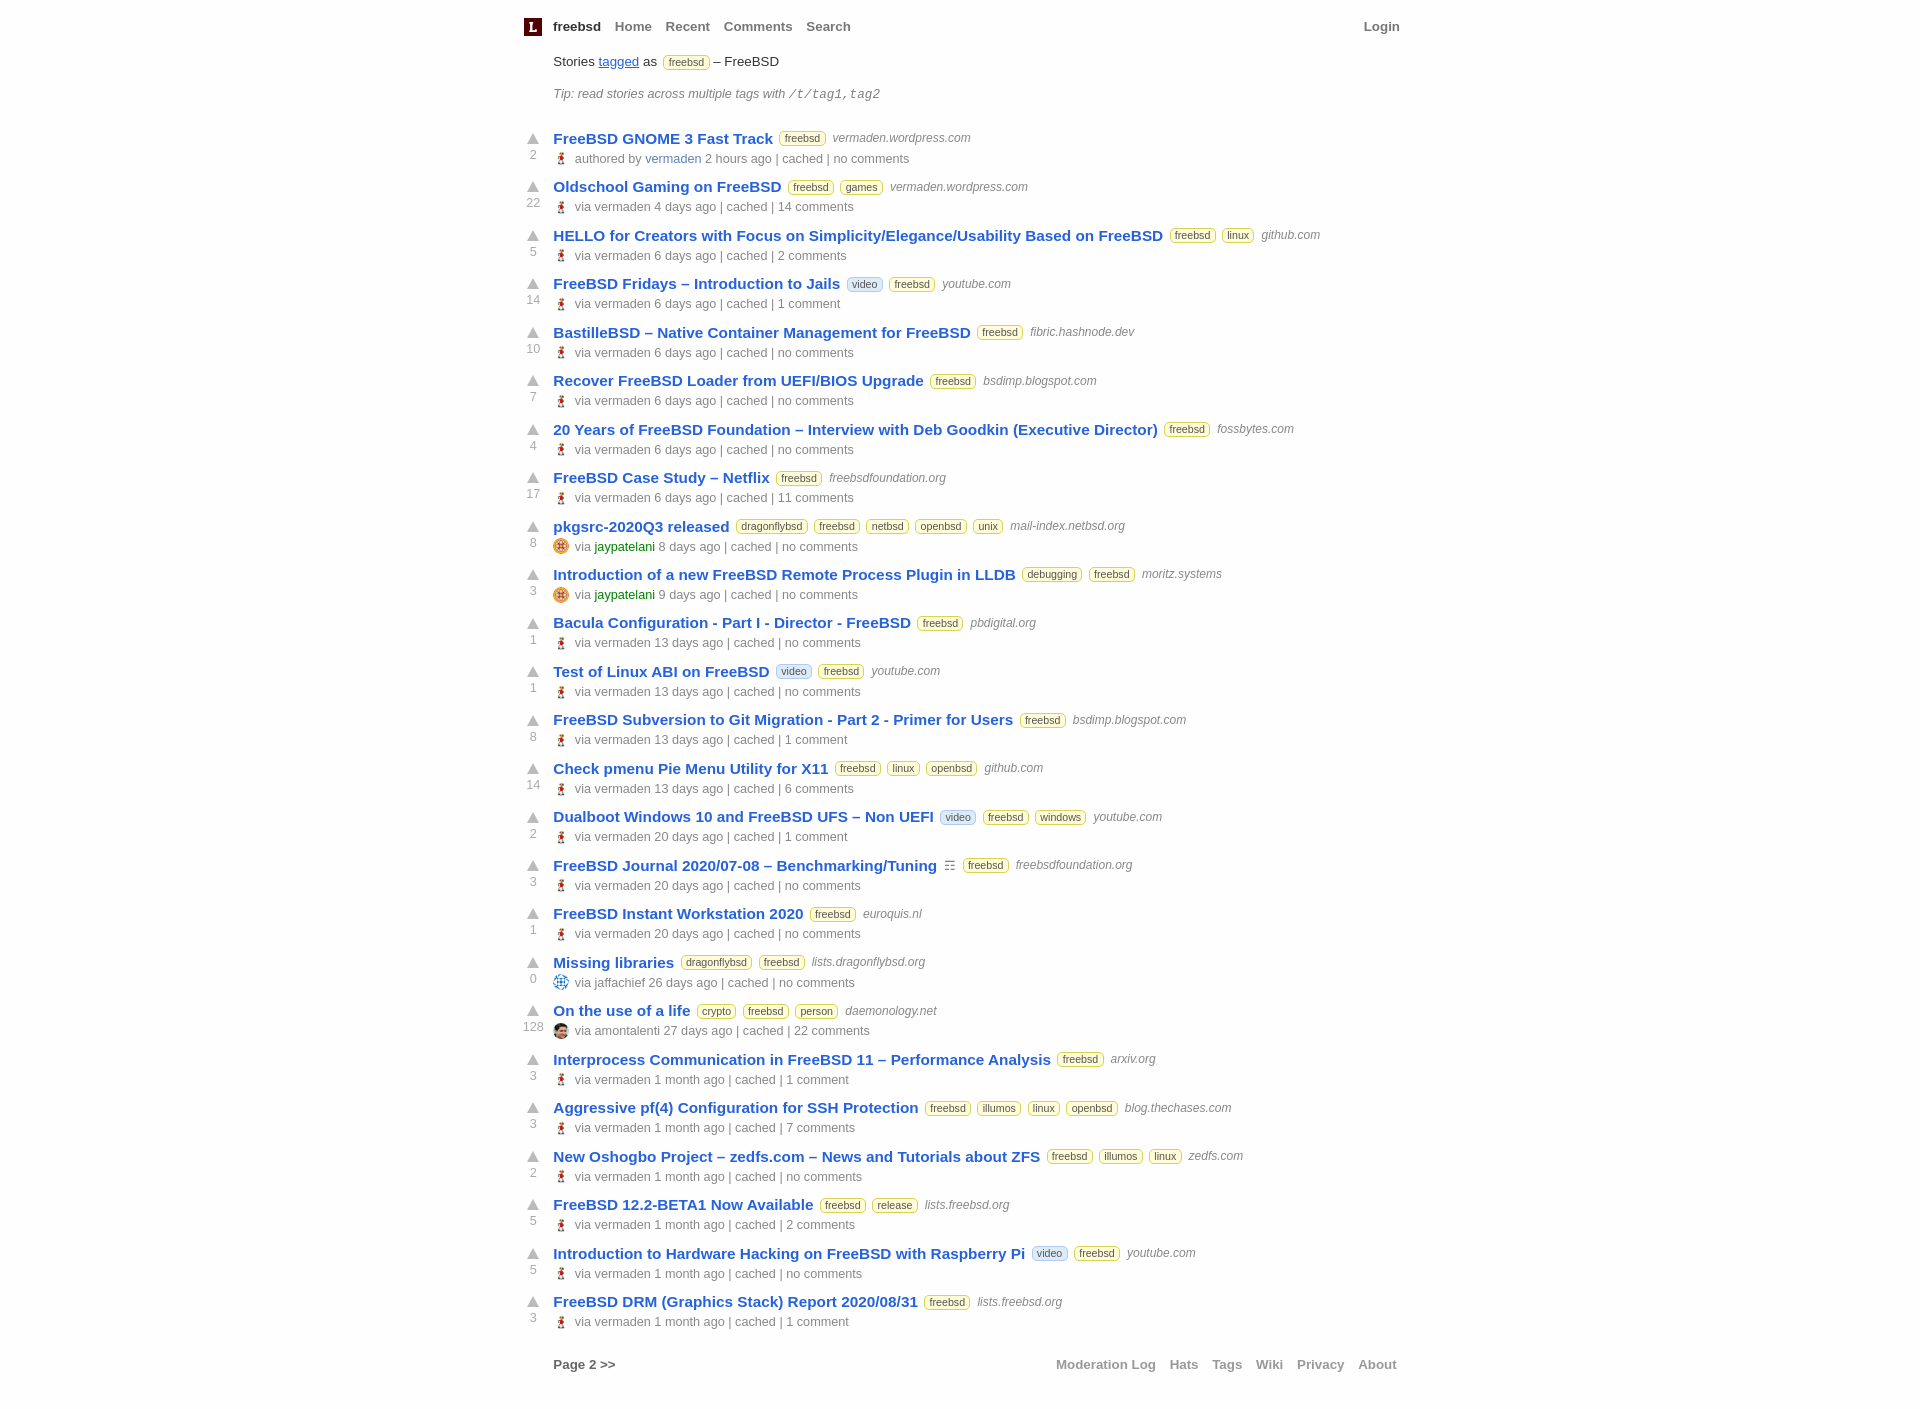 L freebsd Home Recent Comments Search Login
Stories tagged as freebsd – FreeBSD
Tip: read stories across multiple tags with /t/tag1,tag2
FreeBSD GNOME 3 Fast Track freebsd vermaden.wordpress.com
2 authored by vermaden 2 hours ago | cached | no comments
Oldschool Gaming on FreeBSD freebsd games vermaden.wordpress.com
22 via vermaden 4 days ago | cached | 14 comments
HELLO for Creators with Focus on Simplicity/Elegance/Usability Based on FreeBSD freebsd linux github.com
5 via vermaden 6 days ago | cached | 2 comments
FreeBSD Fridays – Introduction to Jails video freebsd youtube.com
14 via vermaden 6 days ago | cached | 1 comment
BastilleBSD – Native Container Management for FreeBSD freebsd fibric.hashnode.dev
10 via vermaden 6 days ago | cached | no comments
Recover FreeBSD Loader from UEFI/BIOS Upgrade freebsd bsdimp.blogspot.com
7 via vermaden 6 days ago | cached | no comments
20 Years of FreeBSD Foundation – Interview with Deb Goodkin (Executive Director) freebsd fossbytes.com
4 via vermaden 6 days ago | cached | no comments
FreeBSD Case Study – Netflix freebsd freebsdfoundation.org
17 via vermaden 6 days ago | cached | 11 comments
pkgsrc-2020Q3 released dragonflybsd freebsd netbsd openbsd unix mail-index.netbsd.org
8 via jaypatelani 8 days ago | cached | no comments
Introduction of a new FreeBSD Remote Process Plugin in LLDB debugging freebsd moritz.systems
3 via jaypatelani 9 days ago | cached | no comments
Bacula Configuration - Part I - Director - FreeBSD freebsd pbdigital.org
1 via vermaden 13 days ago | cached | no comments
Test of Linux ABI on FreeBSD video freebsd youtube.com
1 via vermaden 13 days ago | cached | no comments
FreeBSD Subversion to Git Migration - Part 2 - Primer for Users freebsd bsdimp.blogspot.com
8 via vermaden 13 days ago | cached | 1 comment
Check pmenu Pie Menu Utility for X11 freebsd linux openbsd github.com
14 via vermaden 13 days ago | cached | 6 comments
Dualboot Windows 10 and FreeBSD UFS – Non UEFI video freebsd windows youtube.com
2 via vermaden 20 days ago | cached | 1 comment
FreeBSD Journal 2020/07-08 – Benchmarking/Tuning ☶ freebsd freebsdfoundation.org
3 via vermaden 20 days ago | cached | no comments
FreeBSD Instant Workstation 2020 freebsd euroquis.nl
1 via vermaden 20 days ago | cached | no comments
Missing libraries dragonflybsd freebsd lists.dragonflybsd.org
0 via jaffachief 26 days ago | cached | no comments
On the use of a life crypto freebsd person daemonology.net
128 via amontalenti 27 days ago | cached | 22 comments
Interprocess Communication in FreeBSD 11 – Performance Analysis freebsd arxiv.org
3 via vermaden 1 month ago | cached | 1 comment
Aggressive pf(4) Configuration for SSH Protection freebsd illumos linux openbsd blog.thechases.com
3 via vermaden 1 month ago | cached | 7 comments
New Oshogbo Project – zedfs.com – News and Tutorials about ZFS freebsd illumos linux zedfs.com
2 via vermaden 1 month ago | cached | no comments
FreeBSD 12.2-BETA1 Now Available freebsd release lists.freebsd.org
5 via vermaden 1 month ago | cached | 2 comments
Introduction to Hardware Hacking on FreeBSD with Raspberry Pi video freebsd youtube.com
5 via vermaden 1 month ago | cached | no comments
FreeBSD DRM (Graphics Stack) Report 2020/08/31 freebsd lists.freebsd.org
3 via vermaden 1 month ago | cached | 1 comment
Page 2 >> Moderation Log Hats Tags Wiki Privacy About